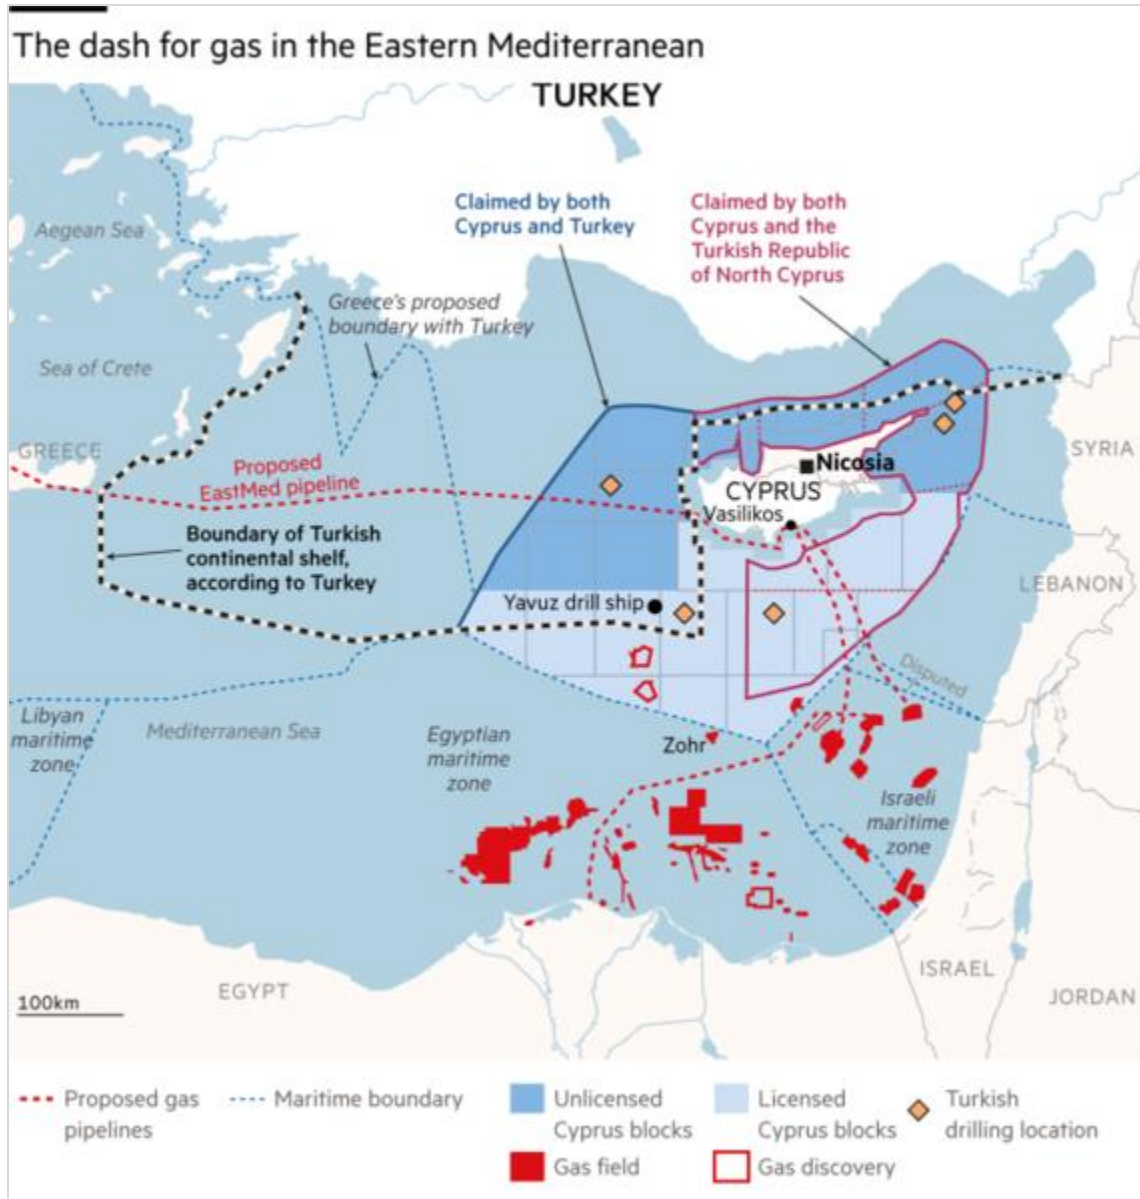 The dash for gas in the Eastern Mediterranean
TURKEY
Claimed by both
Cyprus and Turkey
Claimed by both
Cyprus and the
Turkish Republic
of North Cyprus
Aegean Sea
Greece's proposed
boundary with Turkey
Sea of Crete
GREECE
Proposed
EastMed pipeline
Nicosia
SYRIA
CYPRUS
Vasilikos
Boundary of Turkish
continental shelf,
according to Turkey
LEBANON
Yavuz drill ship
Disputed
Libyan
maritime
zone
Mediterranean Sea
Egyptian
maritime
zone
Zohr
Israeli
maritime
zone
ISRAEL
EGYPT
JORDAN
100km
Proposed gas
pipelines
Maritime boundary
Unlicensed
Cyprus blocks
Licensed
Cyprus blocks
Turkish
drilling location
Gas field
Gas discovery